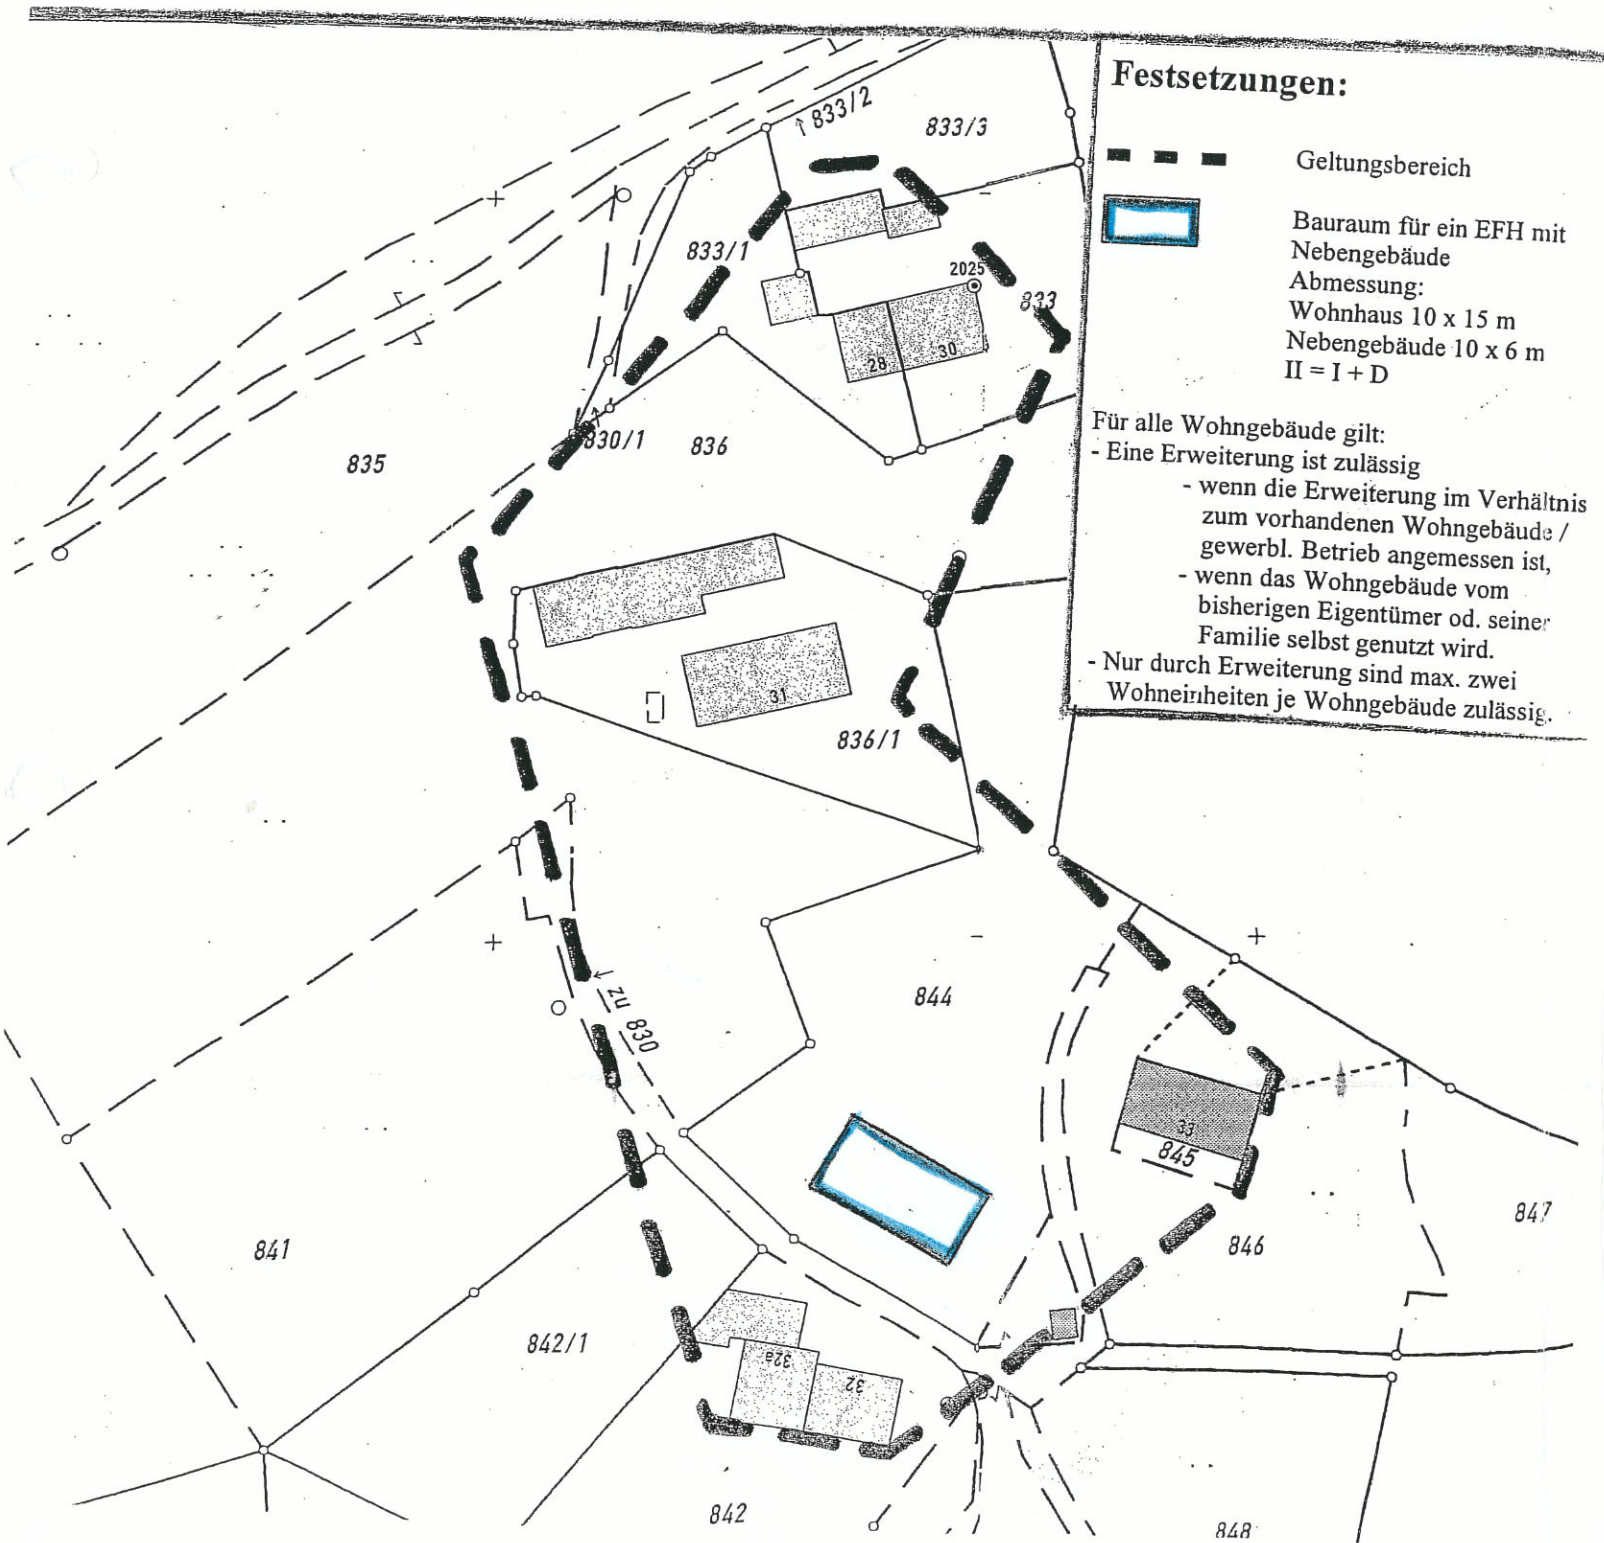 Festsetzungen:
Geltungsbereich
Bauraum für ein EFH mit
Nebengebäude
Abmessung:
Wohnhaus 10 x 15 m
Nebengebäude 10 x 6 m
II = I + D
Für alle Wohngebäude gilt:
- Eine Erweiterung ist zulässig
- wenn die Erweiterung im Verhältnis
zum vorhandenen Wohngebäude /
gewerbl. Betrieb angemessen ist,
- wenn das Wohngebäude vom
bisherigen Eigentümer od. seiner
Familie selbst genutzt wird.
- Nur durch Erweiterung sind max. zwei
Wohneinheiten je Wohngebäude zulässig.
833/2
833/3
833/1
2025
833
28
30
830/1
836
835
31
836/1
844
zu 830
33
845
846
847
841
842/1
32a
32
842
848